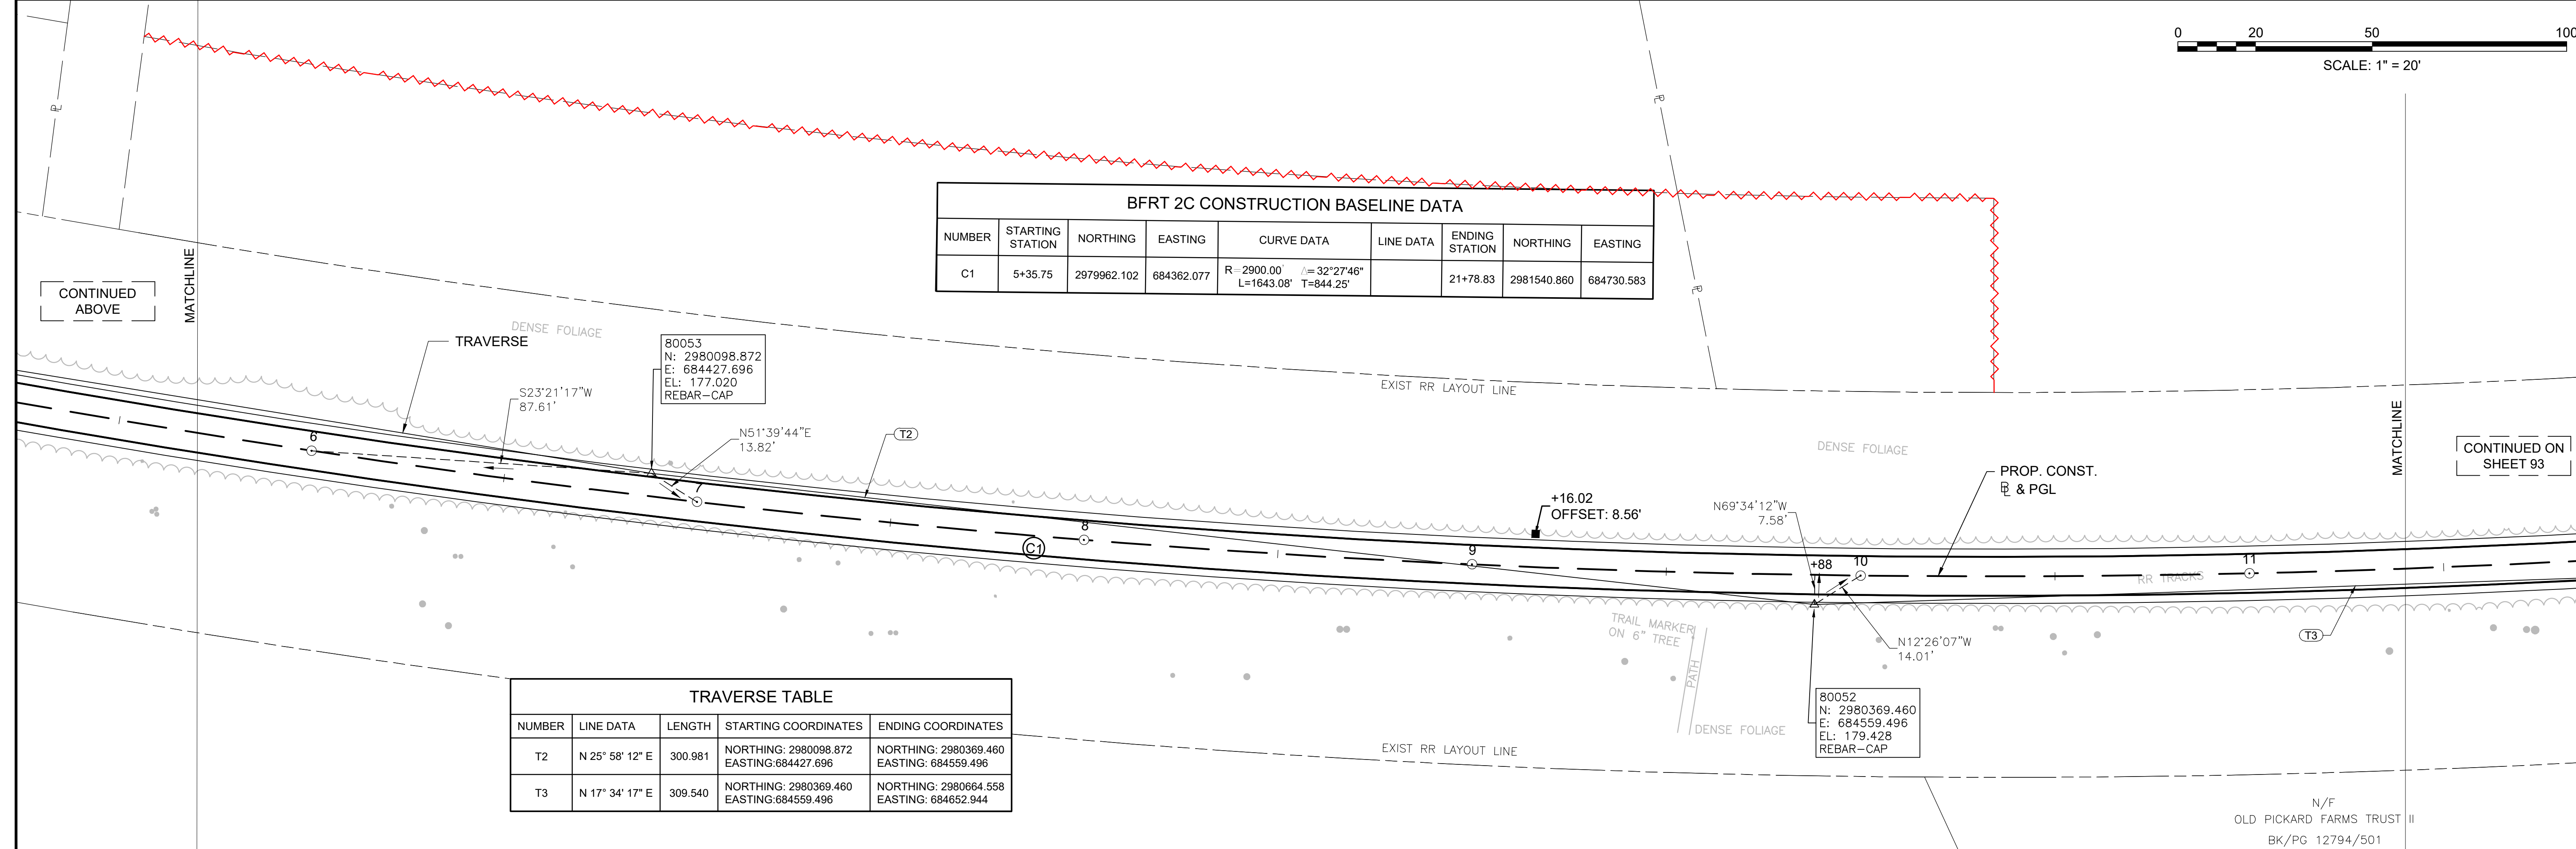 0 20 50 100
SCALE: 1" = 20'
℄
℄
℄
BFRT 2C CONSTRUCTION BASELINE DATA
NUMBER STARTING STATION NORTHING EASTING CURVE DATA LINE DATA ENDING STATION NORTHING EASTING
C1 5+35.75 2979962.102 684362.077 R=2900.00' Δ=32°27'46" L=1643.08' T=844.25' 21+78.83 2981540.860 684730.583
CONTINUED
ABOVE
MATCHLINE
TRAVERSE
DENSE FOLIAGE
80053
N: 2980098.872
E: 684427.696
EL: 177.020
REBAR-CAP
S23°21'17"W
87.61'
N51°39'44"E
13.82'
T2
EXIST RR LAYOUT LINE
DENSE FOLIAGE
MATCHLINE
CONTINUED ON
SHEET 93
PROP. CONST.
& PGL
+16.02
OFFSET: 8.56'
N69°34'12"W
7.58'
6
7
8
C1
9
+88
10
11
RR TRACKS
T3
N12°26'07"W
14.01'
TRAIL MARKER
ON 6" TREE
PATH
DENSE FOLIAGE
80052
N: 2980369.460
E: 684559.496
EL: 179.428
REBAR-CAP
TRAVERSE TABLE
NUMBER LINE DATA LENGTH STARTING COORDINATES ENDING COORDINATES
T2 N 25° 58' 12" E 300.981 NORTHING: 2980098.872 EASTING:684427.696 NORTHING: 2980369.460 EASTING: 684559.496
T3 N 17° 34' 17" E 309.540 NORTHING: 2980369.460 EASTING:684559.496 NORTHING: 2980664.558 EASTING: 684652.944
EXIST RR LAYOUT LINE
N/F
OLD PICKARD FARMS TRUST II
BK/PG 12794/501